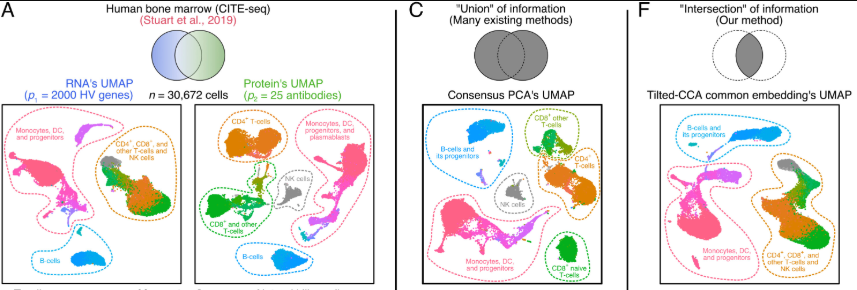 A
Human bone marrow (CITE-seq)
(Stuart et al., 2019)
RNA's UMAP
(p₁ = 2000 HV genes)
n = 30,672 cells
Protein's UMAP
(p₂ = 25 antibodies)
Monocytes, DC,
and progenitors
CD4⁺, CD8⁺, and
other T-cells and
NK cells
B cells
CD4⁺ T-cells
Monocytes, DC,
progenitors, and
plasmablasts
NK cells
CD8⁺ and other
T-cells
B-cells
C
"Union" of information
(Many existing methods)
Consensus PCA's UMAP
B-cells and
its progenitors
CD8⁺ other
T-cells
CD4⁺
T-cells
NK cells
Monocytes, DC,
and progenitors
CD8⁺ naive
T-cells
F
"Intersection" of information
(Our method)
Tilted-CCA common embedding's UMAP
B-cells and
its progenitors
Monocytes, DC,
and progenitors
CD4⁺, CD8⁺, and
other T-cells and
NK cells